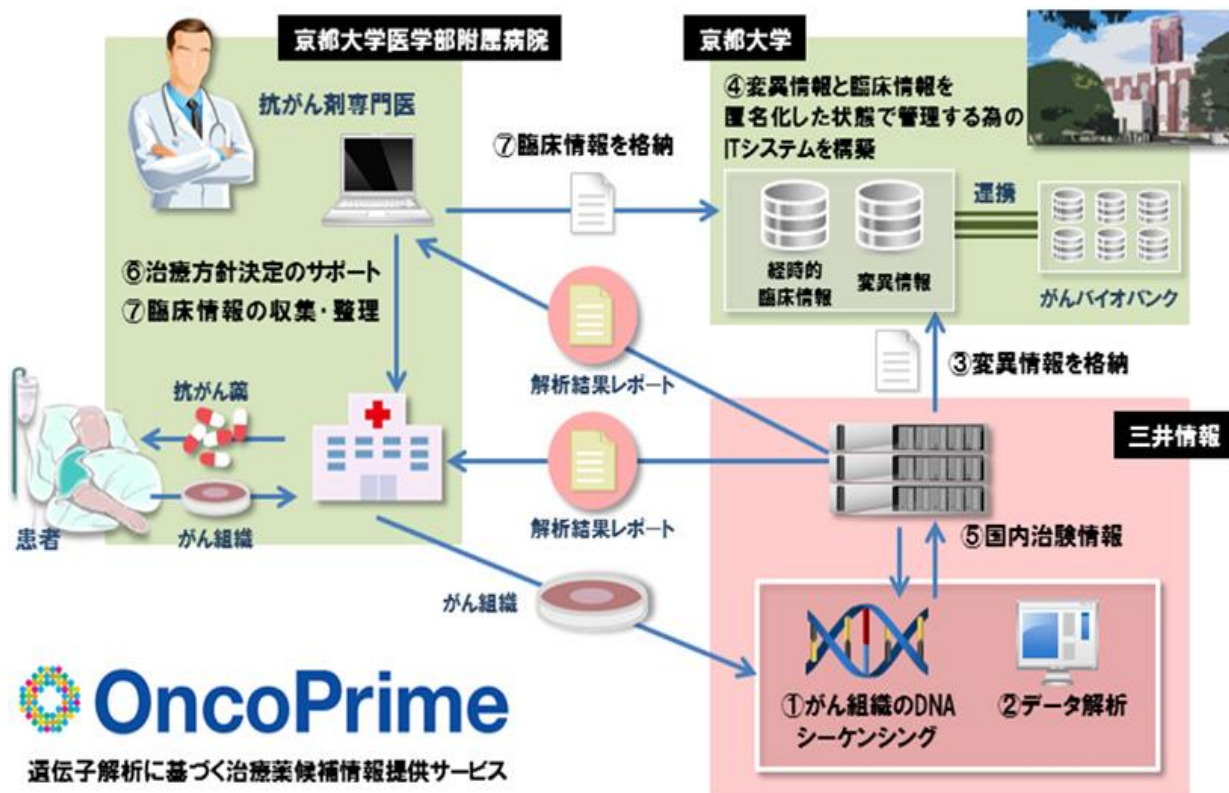 京都大学医学部附属病院
抗がん剤専門医
⑥治療方針決定のサポート
⑦臨床情報の収集・整理
⑦臨床情報を格納
京都大学
④変異情報と臨床情報を
匿名化した状態で管理する為の
ITシステムを構築
経時的
臨床情報
変異情報
連携
がんバイオバンク
③変異情報を格納
解析結果レポート
解析結果レポート
抗がん薬
患者
がん組織
がん組織
三井情報
⑤国内治験情報
①がん組織のDNA
シーケンシング
②データ解析
OncoPrime
遺伝子解析に基づく治療薬候補情報提供サービス